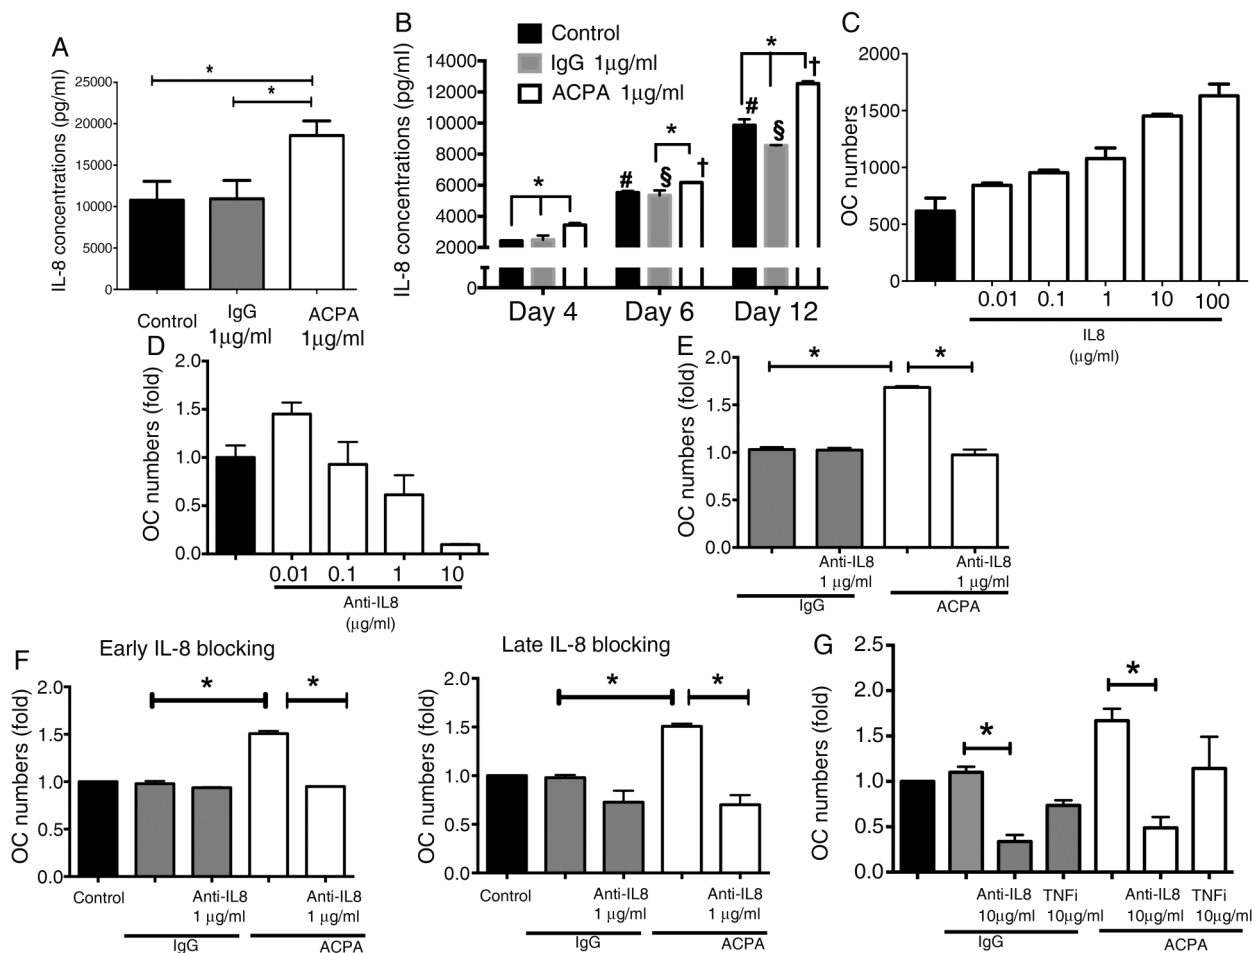 A
IL-8 concentrations (pg/ml)
25000
20000
15000
10000
5000
0
*
*
Control
IgG
1μg/ml
ACPA
1μg/ml
B
Control
IgG 1μg/ml
ACPA 1μg/ml
IL-8 concentrations (pg/ml)
14000
12000
10000
8000
6000
4000
2000
0
*
#
§
*
†
#
§
*
†
Day 4
Day 6
Day 12
C
OC numbers
2000
1500
1000
500
0
0.01 0.1 1 10 100
IL8
(μg/ml)
D
OC numbers (fold)
2.0
1.5
1.0
0.5
0.0
0.01 0.1 1 10
Anti-IL8
(μg/ml)
E
OC numbers (fold)
2.0
1.5
1.0
0.5
0.0
*
*
Anti-IL8
1 μg/ml
Anti-IL8
1 μg/ml
IgG
ACPA
F
Early IL-8 blocking
OC numbers (fold)
2.0
1.5
1.0
0.5
0.0
*
*
Control
Anti-IL8
1 μg/ml
Anti-IL8
1 μg/ml
IgG
ACPA
Late IL-8 blocking
OC numbers (fold)
2.0
1.5
1.0
0.5
0.0
*
*
Control
Anti-IL8
1 μg/ml
Anti-IL8
1 μg/ml
IgG
ACPA
G
OC numbers (fold)
2.5
2.0
1.5
1.0
0.5
0.0
*
*
Anti-IL8
10μg/ml
TNFi
10μg/ml
Anti-IL8
10μg/ml
TNFi
10μg/ml
IgG
ACPA